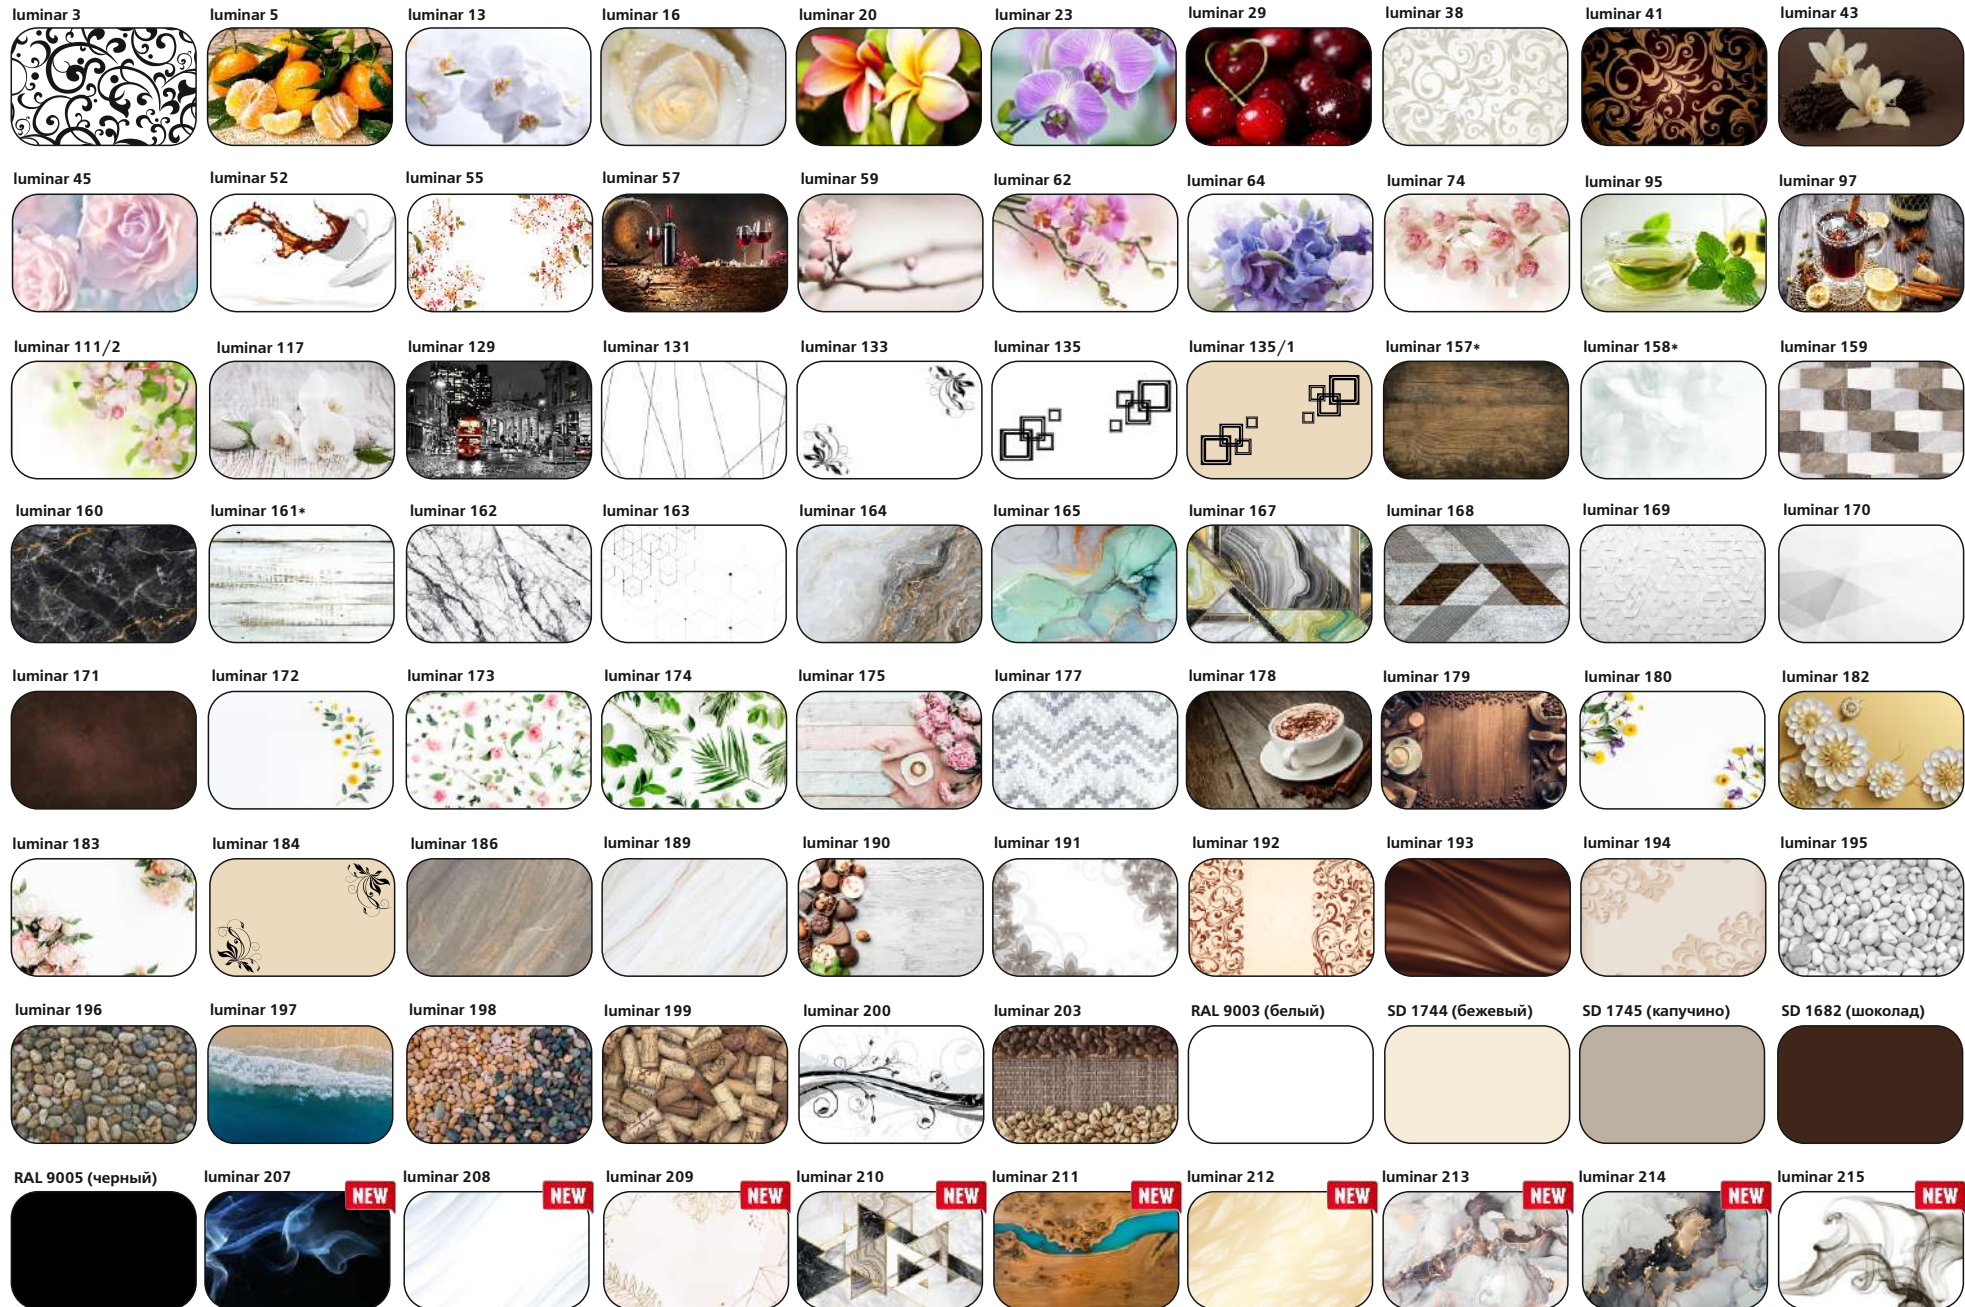 luminar 3 luminar 5 luminar 13 luminar 16 luminar 20 luminar 23 luminar 29 luminar 38 luminar 41 luminar 43
luminar 45 luminar 52 luminar 55 luminar 57 luminar 59 luminar 62 luminar 64 luminar 74 luminar 95 luminar 97
luminar 111/2 luminar 117 luminar 129 luminar 131 luminar 133 luminar 135 luminar 135/1 luminar 157* luminar 158* luminar 159
luminar 160 luminar 161* luminar 162 luminar 163 luminar 164 luminar 165 luminar 167 luminar 168 luminar 169 luminar 170
luminar 171 luminar 172 luminar 173 luminar 174 luminar 175 luminar 177 luminar 178 luminar 179 luminar 180 luminar 182
luminar 183 luminar 184 luminar 186 luminar 189 luminar 190 luminar 191 luminar 192 luminar 193 luminar 194 luminar 195
luminar 196 luminar 197 luminar 198 luminar 199 luminar 200 luminar 203 RAL 9003 (белый) SD 1744 (бежевый) SD 1745 (капучино) SD 1682 (шоколад)
RAL 9005 (черный) luminar 207 luminar 208 luminar 209 luminar 210 luminar 211 luminar 212 luminar 213 luminar 214 luminar 215
NEW NEW NEW NEW NEW NEW NEW NEW NEW